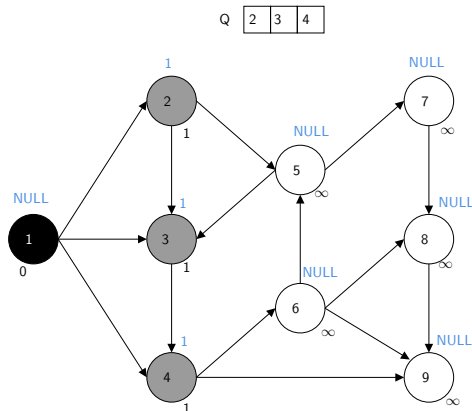 Q 2 3 4
1 NULL
2 7
1
NULL
5
1 ∞
NULL
NULL 1
1 3 8
0 1 ∞
NULL
6
1 ∞ NULL
4 9
1 ∞